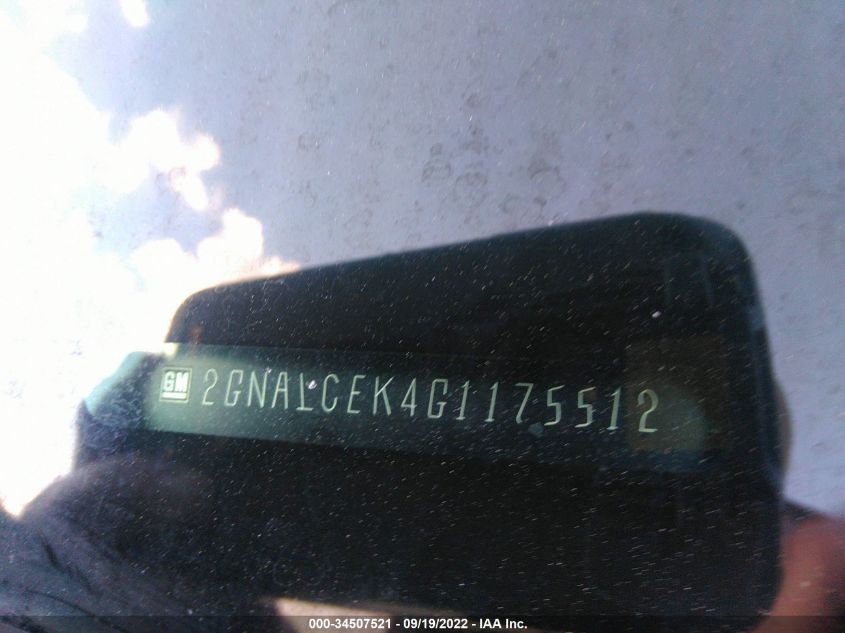 GM 2GNALCEK4G1175512
000-34507521 - 09/19/2022 - IAA Inc.